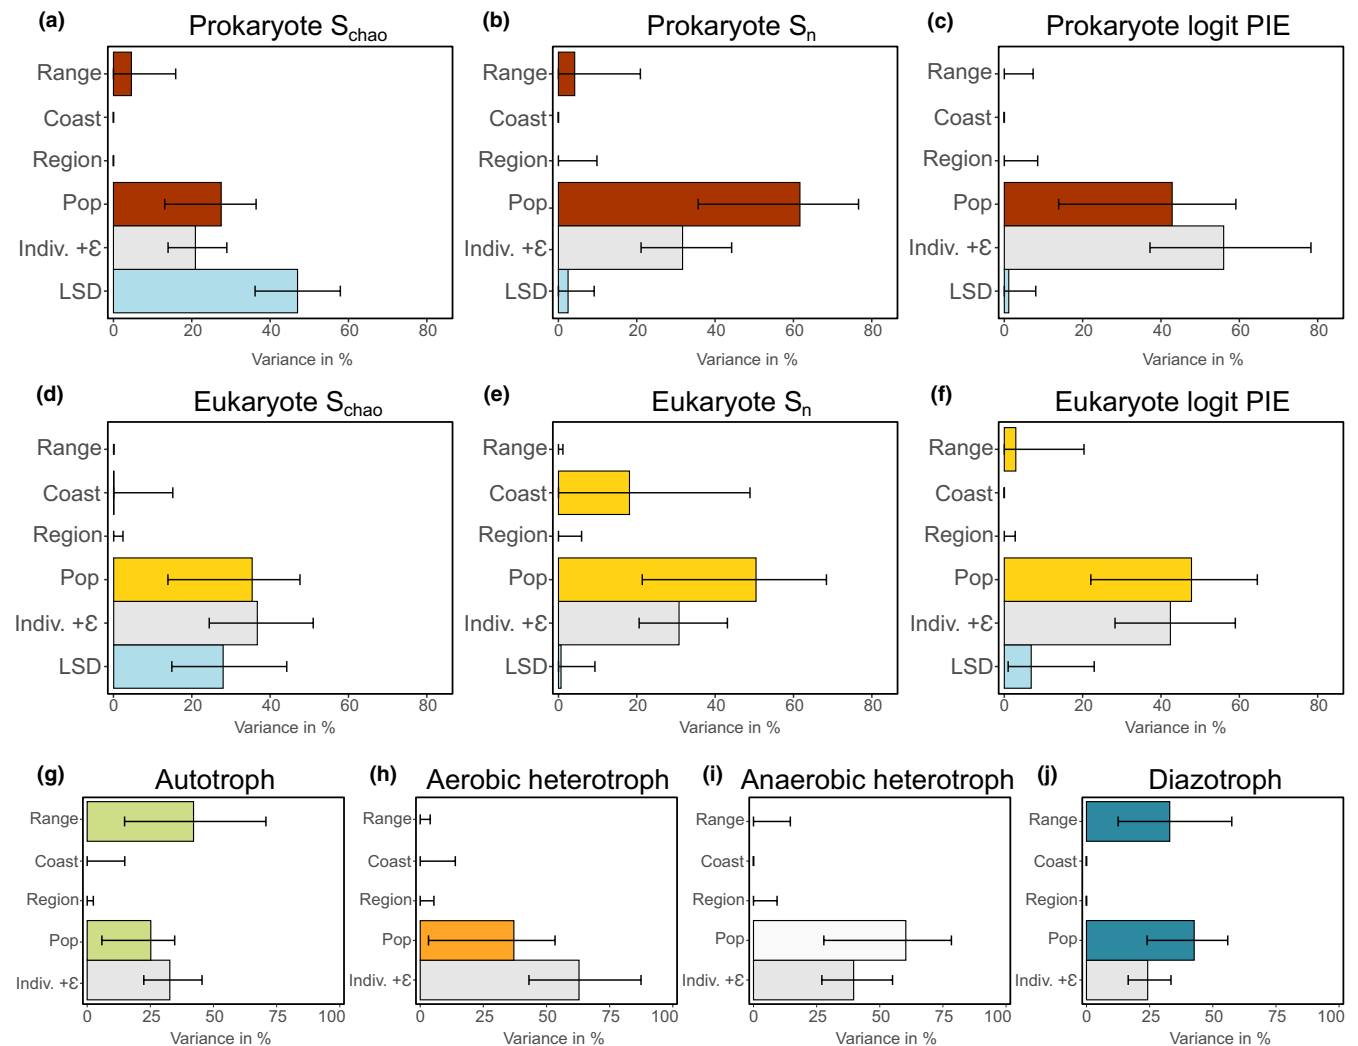 (a) Prokaryote Schao
Range
Coast
Region
Pop
Indiv. +Ɛ
LSD
0 20 40 60 80
Variance in %
(b) Prokaryote Sn
Range
Coast
Region
Pop
Indiv. +Ɛ
LSD
0 20 40 60 80
Variance in %
(c) Prokaryote logit PIE
Range
Coast
Region
Pop
Indiv. +Ɛ
LSD
0 20 40 60 80
Variance in %
(d) Eukaryote Schao
Range
Coast
Region
Pop
Indiv. +Ɛ
LSD
0 20 40 60 80
Variance in %
(e) Eukaryote Sn
Range
Coast
Region
Pop
Indiv. +Ɛ
LSD
0 20 40 60 80
Variance in %
(f) Eukaryote logit PIE
Range
Coast
Region
Pop
Indiv. +Ɛ
LSD
0 20 40 60 80
Variance in %
(g) Autotroph
Range
Coast
Region
Pop
Indiv. +Ɛ
0 25 50 75 100
Variance in %
(h) Aerobic heterotroph
Range
Coast
Region
Pop
Indiv. +Ɛ
0 25 50 75 100
Variance in %
(i) Anaerobic heterotroph
Range
Coast
Region
Pop
Indiv. +Ɛ
0 25 50 75 100
Variance in %
(j) Diazotroph
Range
Coast
Region
Pop
Indiv. +Ɛ
0 25 50 75 100
Variance in %